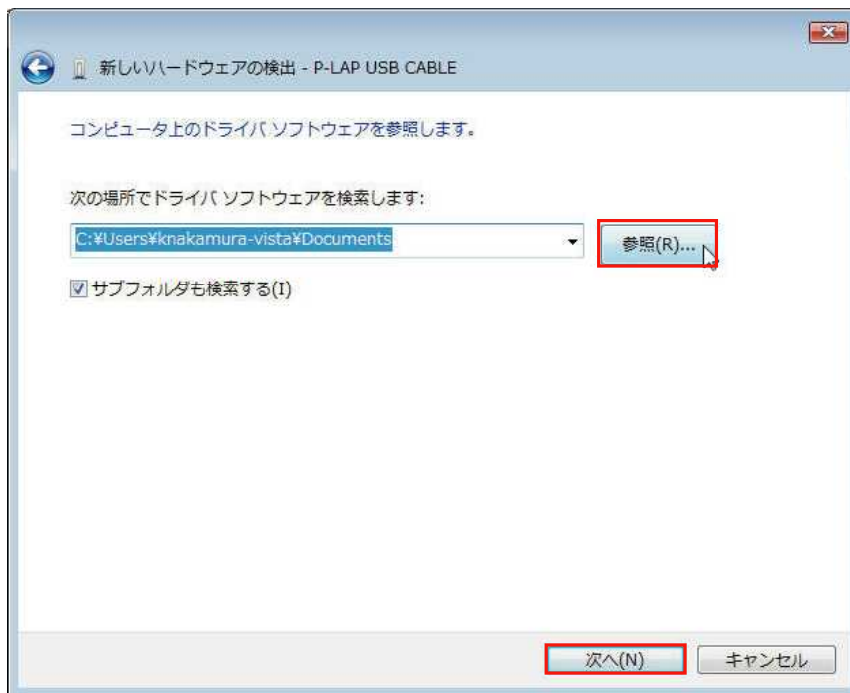 新しいハードウェアの検出 - P-LAP USB CABLE
コンピュータ上のドライバ ソフトウェアを参照します。
次の場所でドライバ ソフトウェアを検索します:
C:¥Users¥knakamura-vista¥Documents
参照(R)...
サブフォルダも検索する(I)
次へ(N)
キャンセル